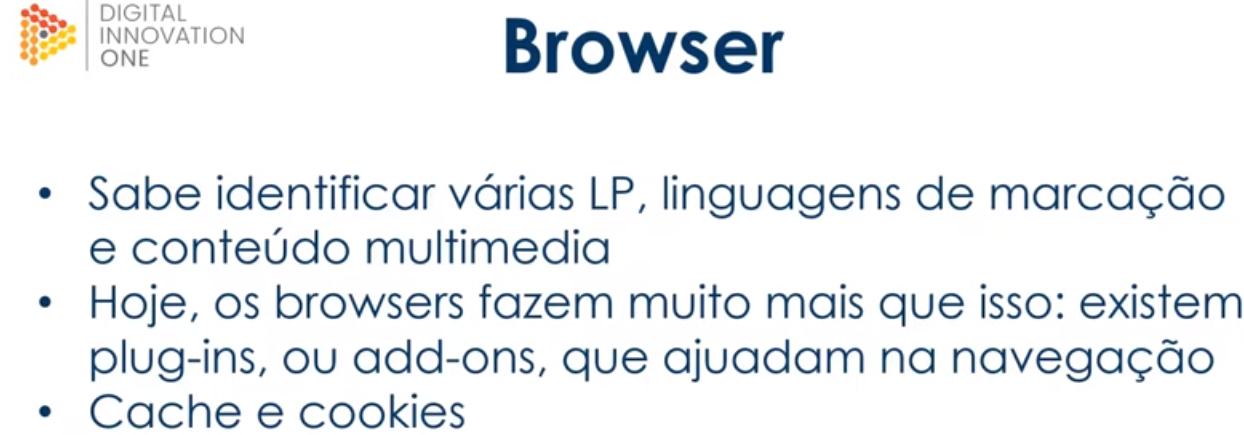 DIGITAL
INNOVATION
ONE
Browser
• Sabe identificar várias LP, linguagens de marcação
e conteúdo multimedia
• Hoje, os browsers fazem muito mais que isso: existem
plug-ins, ou add-ons, que ajuadam na navegação
• Cache e cookies